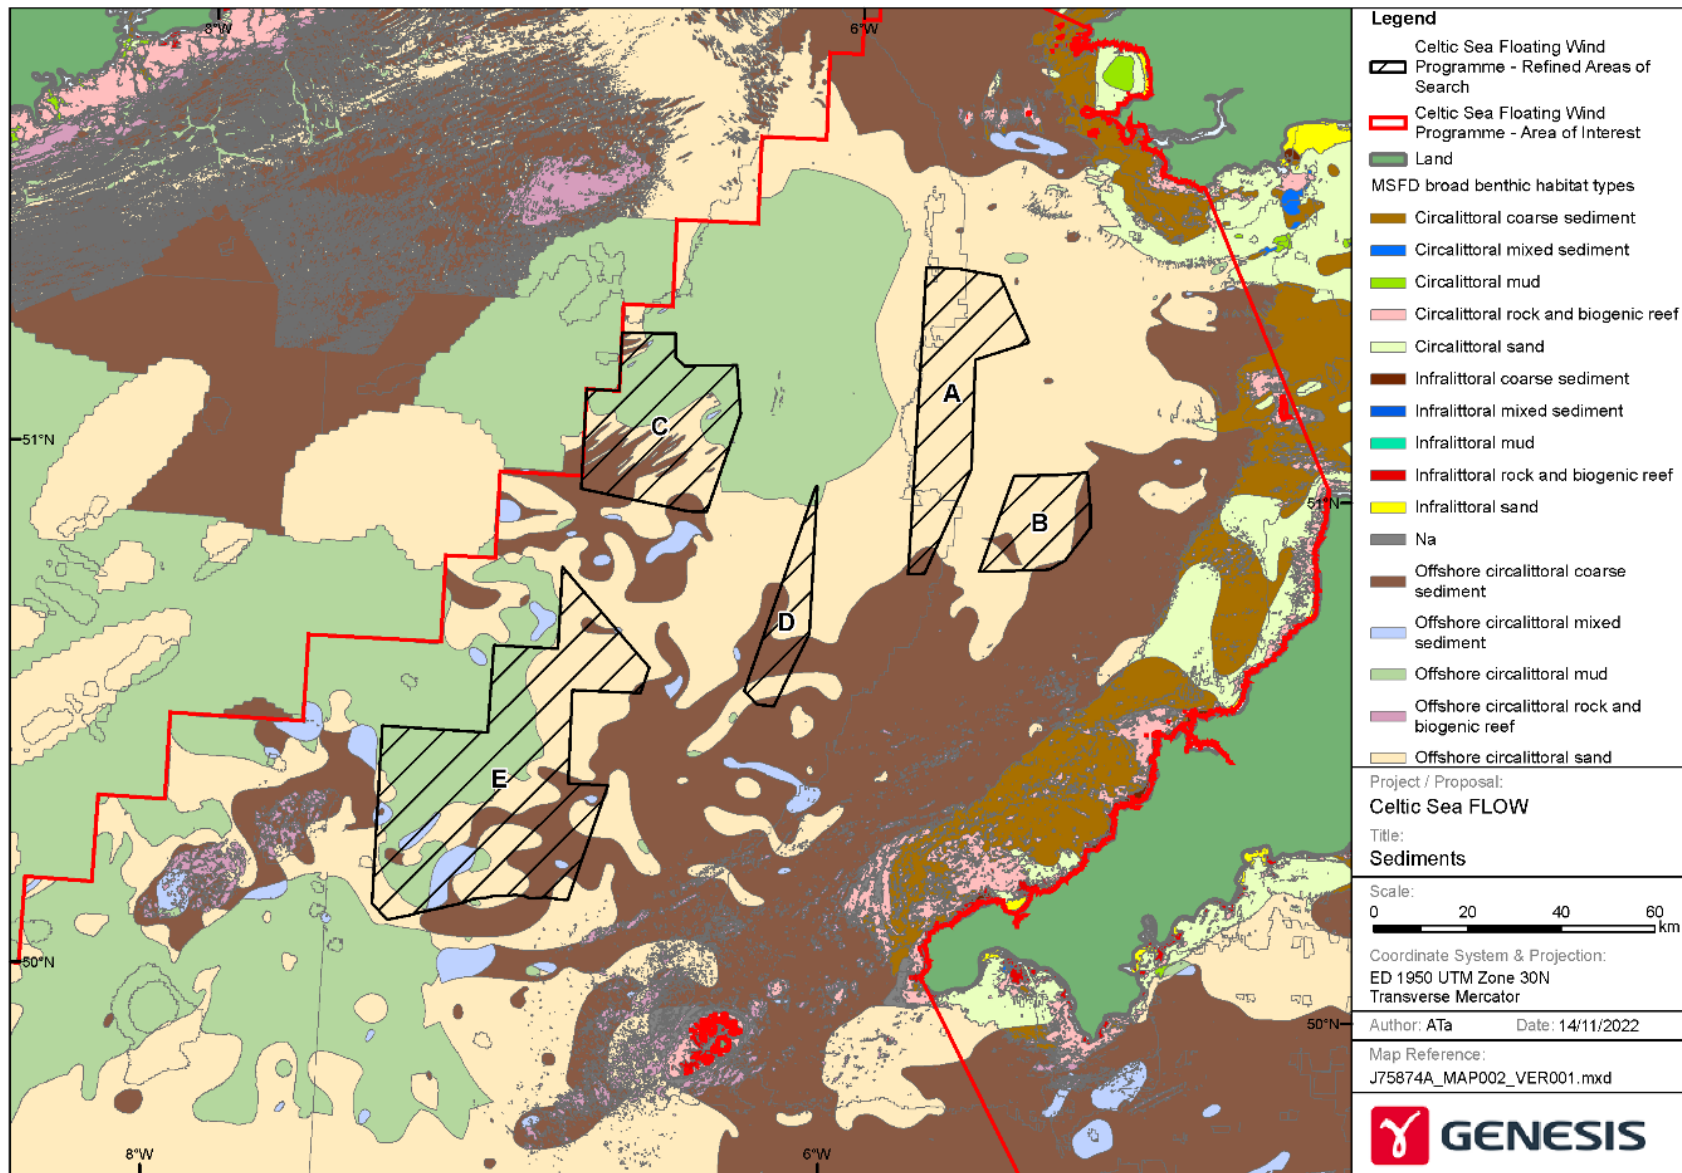 8°W
6°W
51°N
51°N
50°N
50°N
8°W
6°W
A
B
C
D
E
Legend
Celtic Sea Floating Wind
Programme - Refined Areas of
Search
Celtic Sea Floating Wind
Programme - Area of Interest
Land
MSFD broad benthic habitat types
Circalittoral coarse sediment
Circalittoral mixed sediment
Circalittoral mud
Circalittoral rock and biogenic reef
Circalittoral sand
Infralittoral coarse sediment
Infralittoral mixed sediment
Infralittoral mud
Infralittoral rock and biogenic reef
Infralittoral sand
Na
Offshore circalittoral coarse
sediment
Offshore circalittoral mixed
sediment
Offshore circalittoral mud
Offshore circalittoral rock and
biogenic reef
Offshore circalittoral sand
Project / Proposal:
Celtic Sea FLOW
Title:
Sediments
Scale:
0 20 40 60
km
Coordinate System & Projection:
ED 1950 UTM Zone 30N
Transverse Mercator
Author: ATa Date: 14/11/2022
Map Reference:
J75874A_MAP002_VER001.mxd
GENESIS